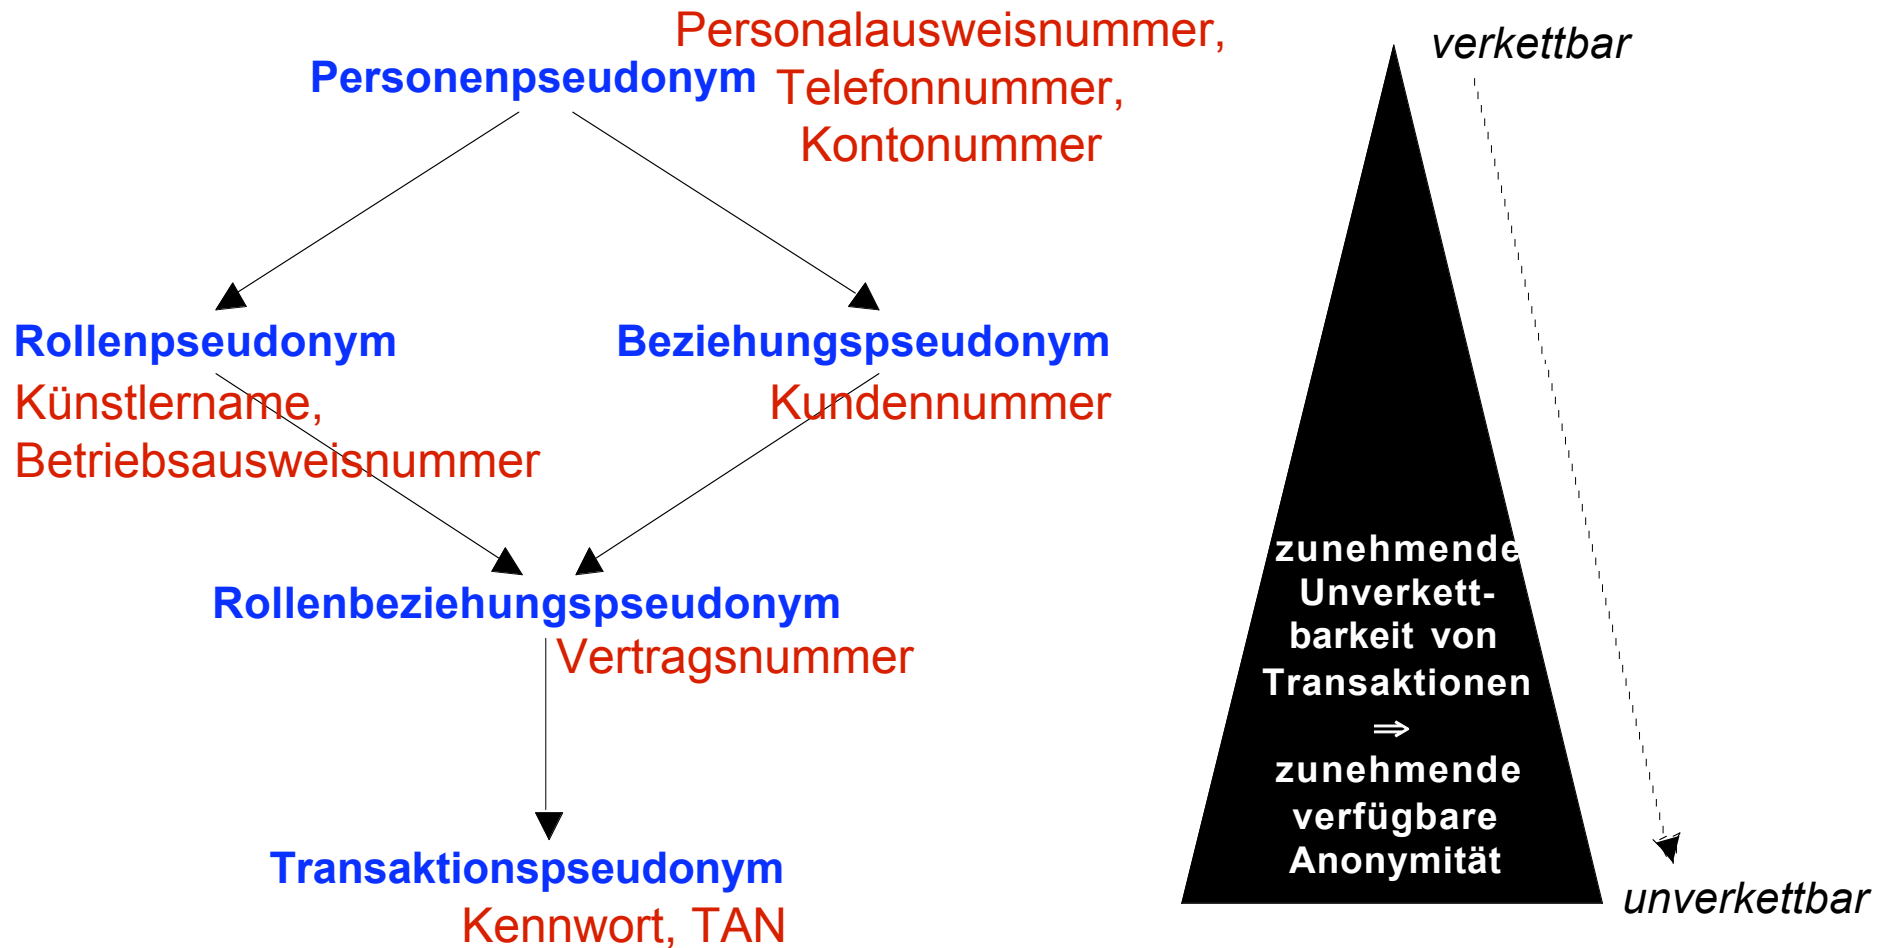 Personalausweisnummer,
Personenpseudonym Telefonnummer,
Kontonummer
Rollenpseudonym
Künstlername,
Betriebsausweisnummer
Beziehungspseudonym
Kundennummer
Rollenbeziehungspseudonym
Vertragsnummer
Transaktionspseudonym
Kennwort, TAN
verkettbar
zunehmende
Unverkett-
barkeit von
Transaktionen
⇒
zunehmende
verfügbare
Anonymität
unverkettbar